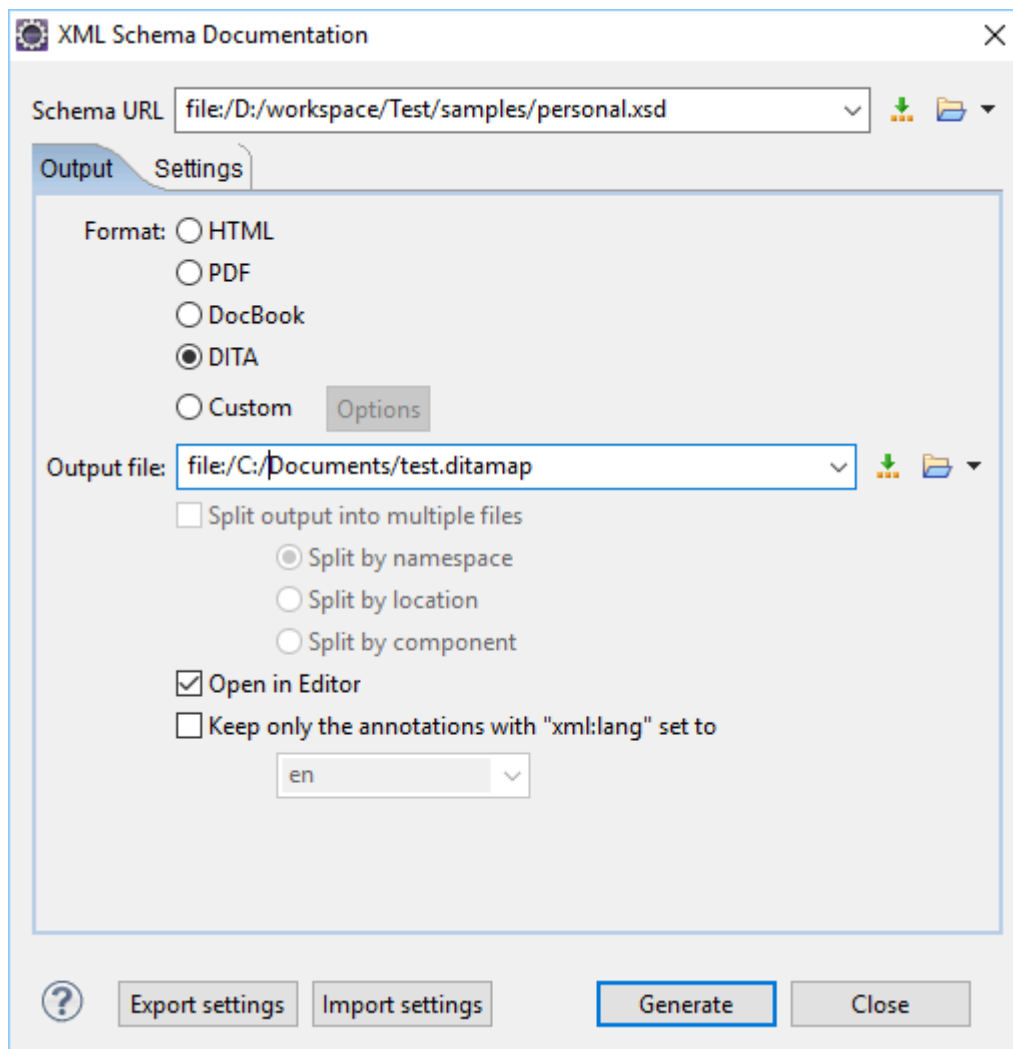 XML Schema Documentation
Schema URL file:/D:/workspace/Test/samples/personal.xsd
Output Settings
Format: HTML
PDF
DocBook
DITA
Custom Options
Output file: file:/C:/Documents/test.ditamap
Split output into multiple files
Split by namespace
Split by location
Split by component
Open in Editor
Keep only the annotations with "xml:lang" set to
en
? Export settings Import settings Generate Close